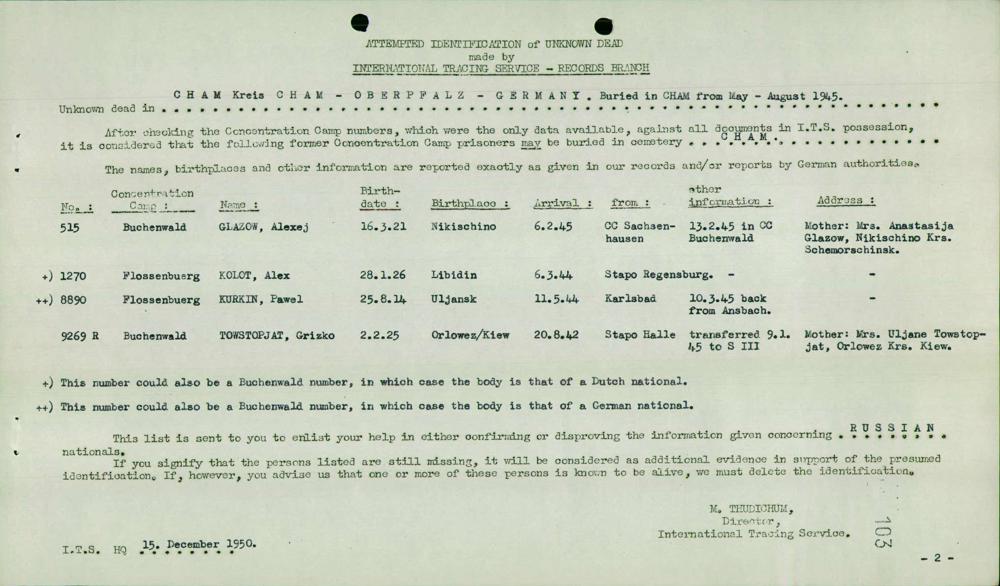 ATTEMPTED IDENTIFICATION of UNKNOWN DEAD
made by
INTERNATIONAL TRACING SERVICE - RECORDS BRANCH
CHAM Kreis CHAM - OBERPFALZ - GERMANY. Buried in CHAM from May - August 1945.
Unknown dead in
After checking the Concentration Camp numbers, which were the only data available, against all documents in I.T.S. possession,
it is considered that the following former Concentration Camp prisoners may be buried in cemetery . . . CHAM.
The names, birthplaces and other information are reported exactly as given in our records and/or reports by German authorities.
No. : Concentration Camp : Name : Birth-date : Birthplace : Arrival : from : other information : Address :
515 Buchenwald GLAZOW, Alexej 16.3.21 Nikischino 6.2.45 CC Sachsen- 13.2.45 in CC Mother: Mrs. Anastasija
hausen Buchenwald Glazow, Nikischino Krs.
Schemorschinsk.
+) 1270 Flossenbuerg KOLOT, Alex 28.1.26 Libidin 6.3.44 Stapo Regensburg. - -
++) 8890 Flossenbuerg KURKIN, Pawel 25.8.14 Uljansk 11.5.44 Karlsbad 10.3.45 back -
from Ansbach.
9269 R Buchenwald TOWSTOPJAT, Grizko 2.2.25 Orlowez/Kiew 20.8.42 Stapo Halle transferred 9.1. Mother: Mrs. Uljane Towstop-
45 to S III jat, Orlowez Krs. Kiew.
+) This number could also be a Buchenwald number, in which case the body is that of a Dutch national.
++) This number could also be a Buchenwald number, in which case the body is that of a German national.
This list is sent to you to enlist your help in either confirming or disproving the information given concerning . RUSSIAN
nationals.
If you signify that the persons listed are still missing, it will be considered as additional evidence in support of the presumed
identification. If, however, you advise us that one or more of these persons is known to be alive, we must delete the identification.
M. THUDICHUM,
Director,
International Tracing Service.
103
I.T.S. HQ 15. December 1950.
- 2 -